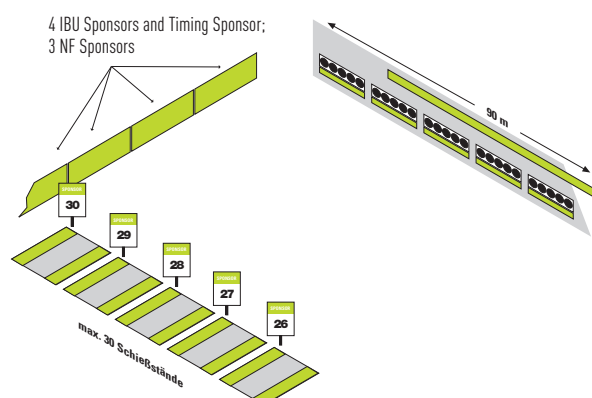 4 IBU Sponsors and Timing Sponsor;
3 NF Sponsors
90 m
SPONSOR
30
SPONSOR
29
SPONSOR
28
SPONSOR
27
SPONSOR
26
max. 30 Schießstände